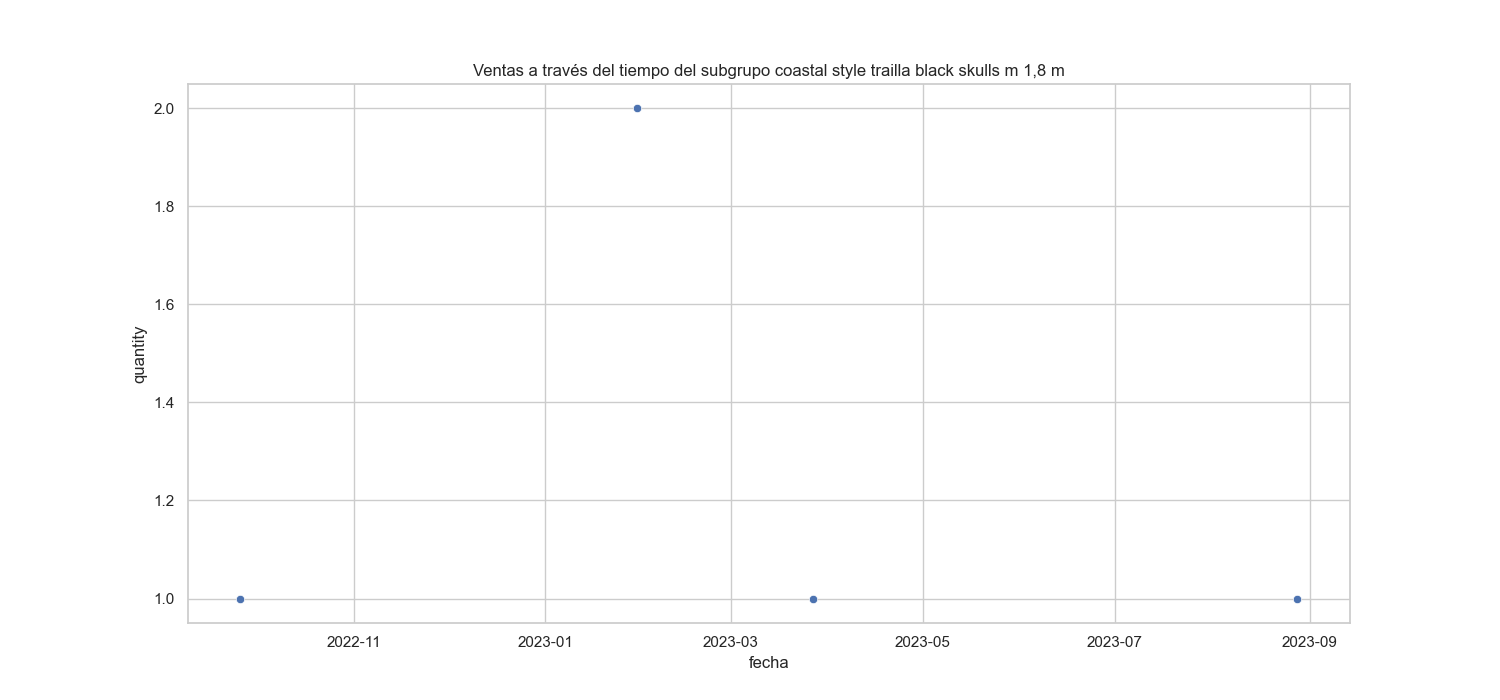 Ventas a través del tiempo del subgrupo coastal style trailla black skulls m 1,8 m
2.0
1.8
1.6
1.4
1.2
1.0
quantity
2022-11 2023-01 2023-03 2023-05 2023-07 2023-09
fecha